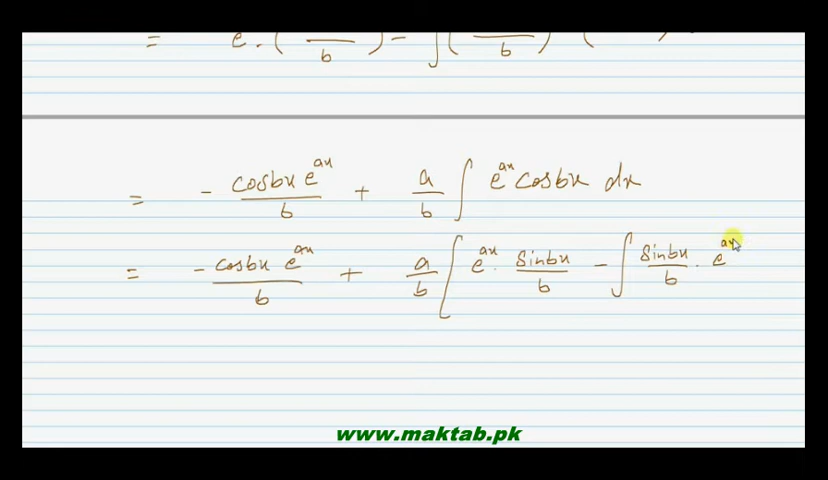 = e . ( / b ) - ∫ ( / b ) (
= - cosbx e^ax / b + a/b ∫ e^ax cosbx dx
= - cosbx e^ax / b + a/b [ e^ax . sinbx / b - ∫ sinbx / b . e^ax
www.maktab.pk